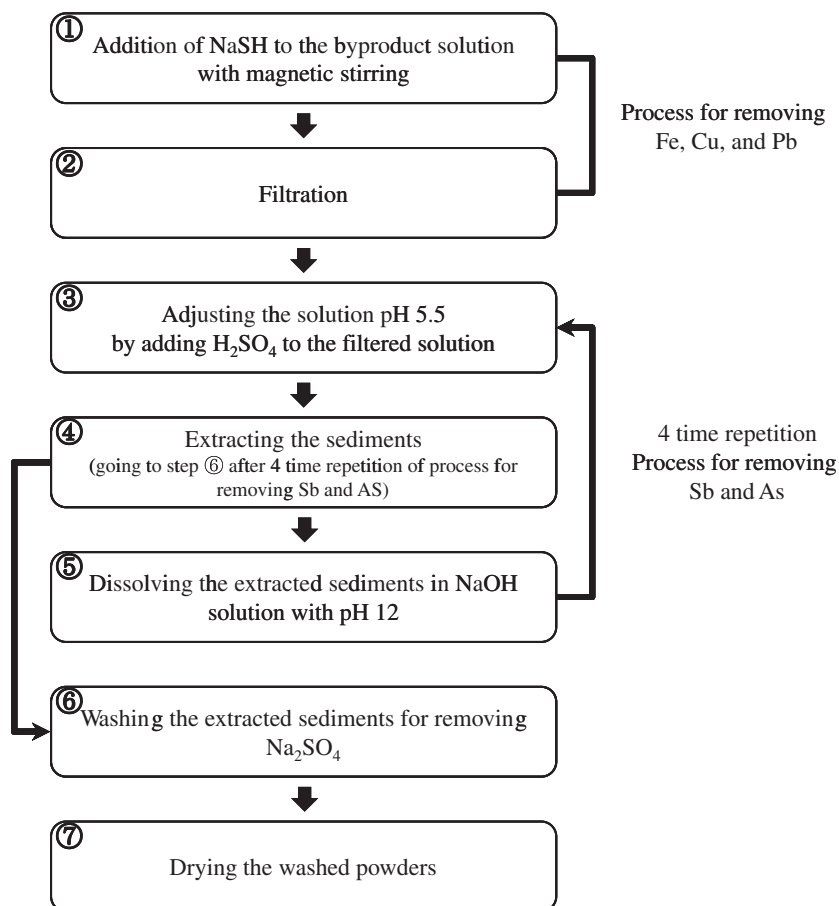 ①
Addition of NaSH to the byproduct solution
with magnetic stirring
Process for removing
Fe, Cu, and Pb
②
Filtration
③
Adjusting the solution pH 5.5
by adding H₂SO₄ to the filtered solution
④
Extracting the sediments
(going to step ⑥ after 4 time repetition of process for
removing Sb and AS)
4 time repetition
Process for removing
Sb and As
⑤
Dissolving the extracted sediments in NaOH
solution with pH 12
⑥
Washing the extracted sediments for removing
Na₂SO₄
⑦
Drying the washed powders